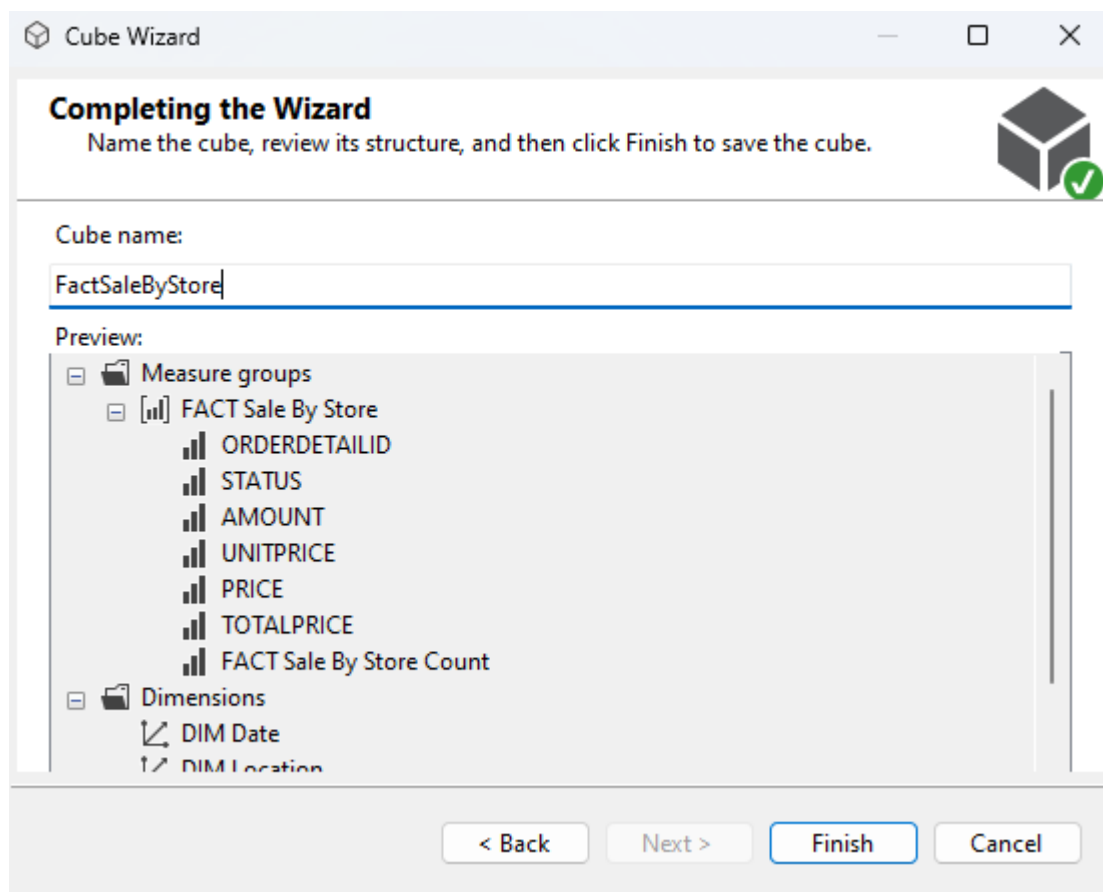 Cube Wizard
Completing the Wizard
Name the cube, review its structure, and then click Finish to save the cube.
Cube name:
FactSaleByStore
Preview:
Measure groups
FACT Sale By Store
ORDERDETAILID
STATUS
AMOUNT
UNITPRICE
PRICE
TOTALPRICE
FACT Sale By Store Count
Dimensions
DIM Date
DIM Location
< Back Next > Finish Cancel